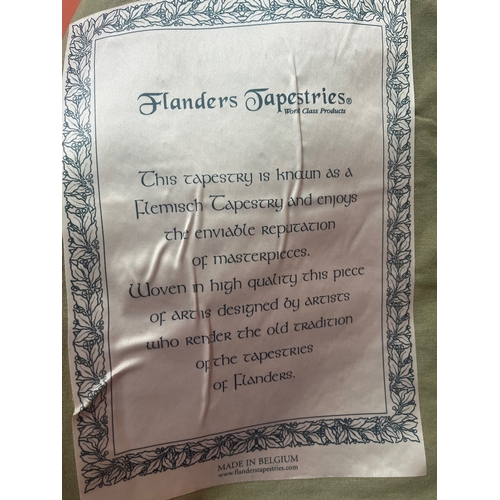 Flanders Tapestries®
World Class Products
This tapestry is known as a
Flemisch Tapestry and enjoys
the enviable reputation
of masterpieces.
Woven in high quality this piece
of art is designed by artists
who render the old tradition
of the tapestries
of Flanders.
MADE IN BELGIUM
www.flanderstapestries.com